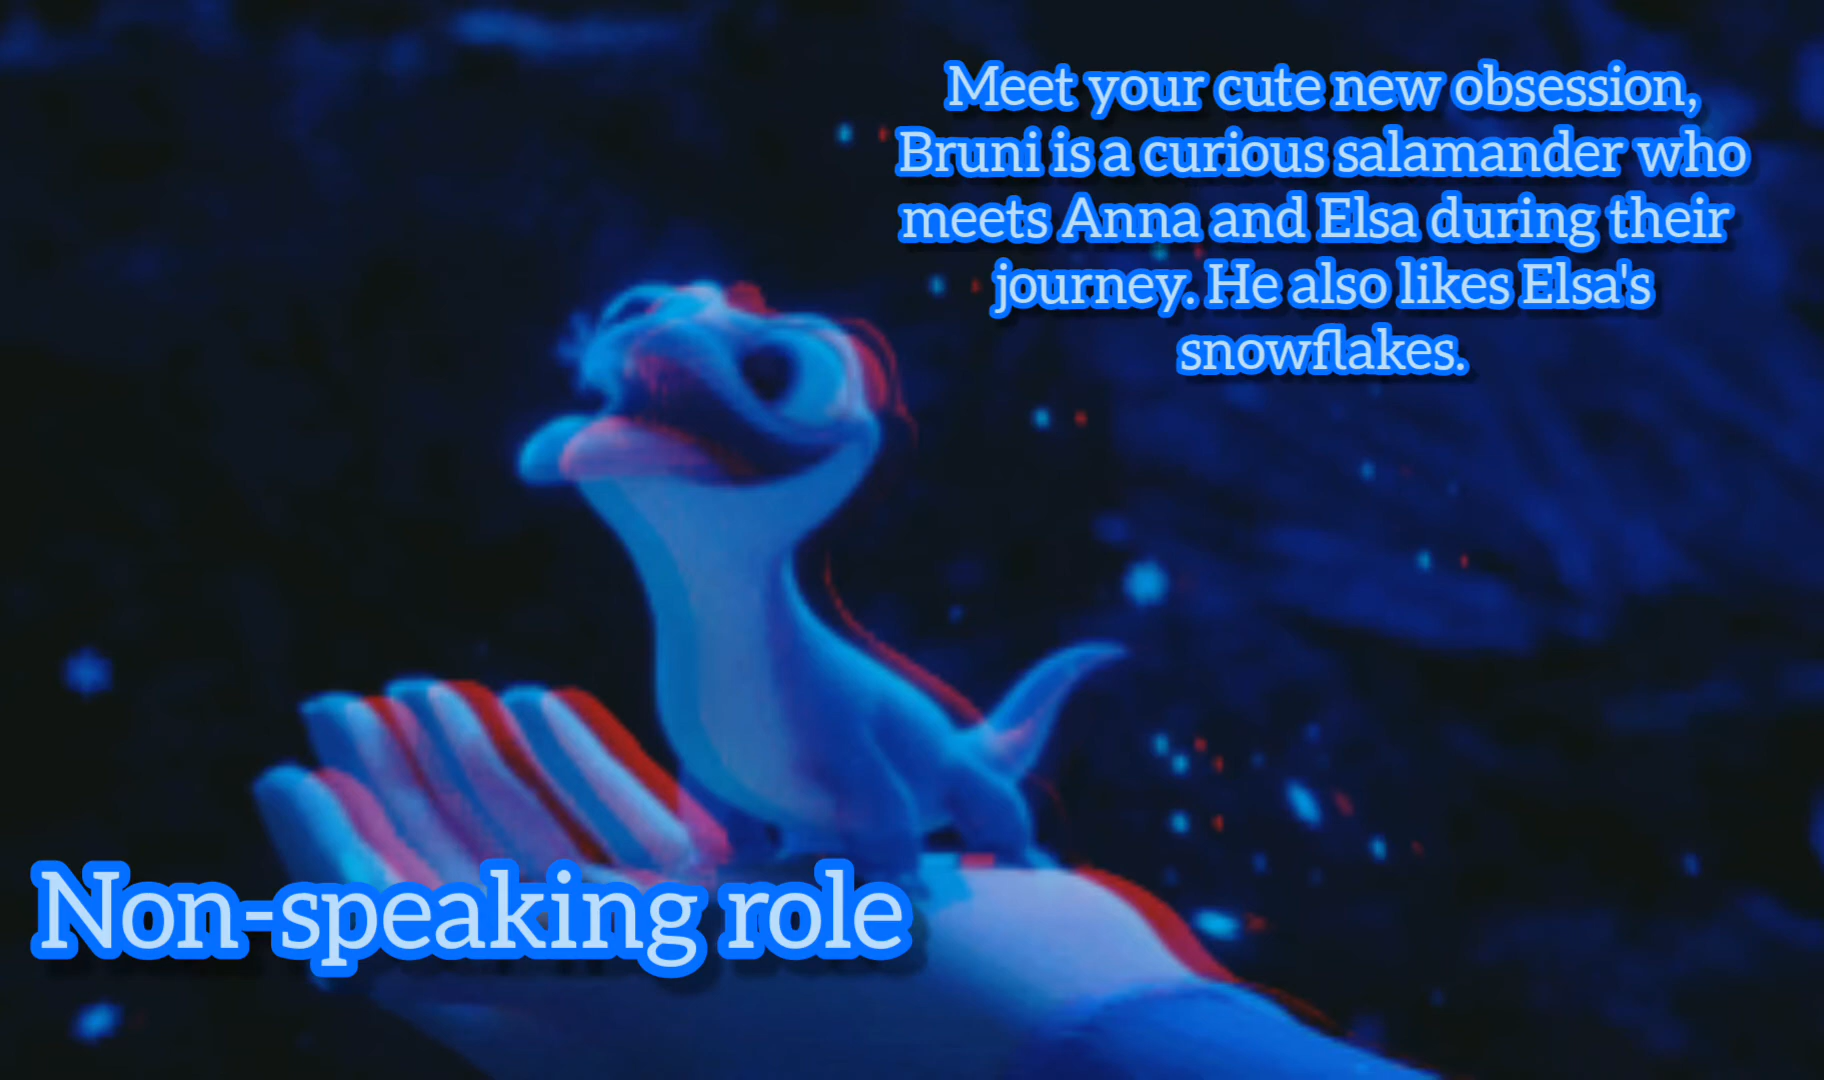 Meet your cute new obsession,
Bruni is a curious salamander who
meets Anna and Elsa during their
journey. He also likes Elsa's
snowflakes.
Non-speaking role